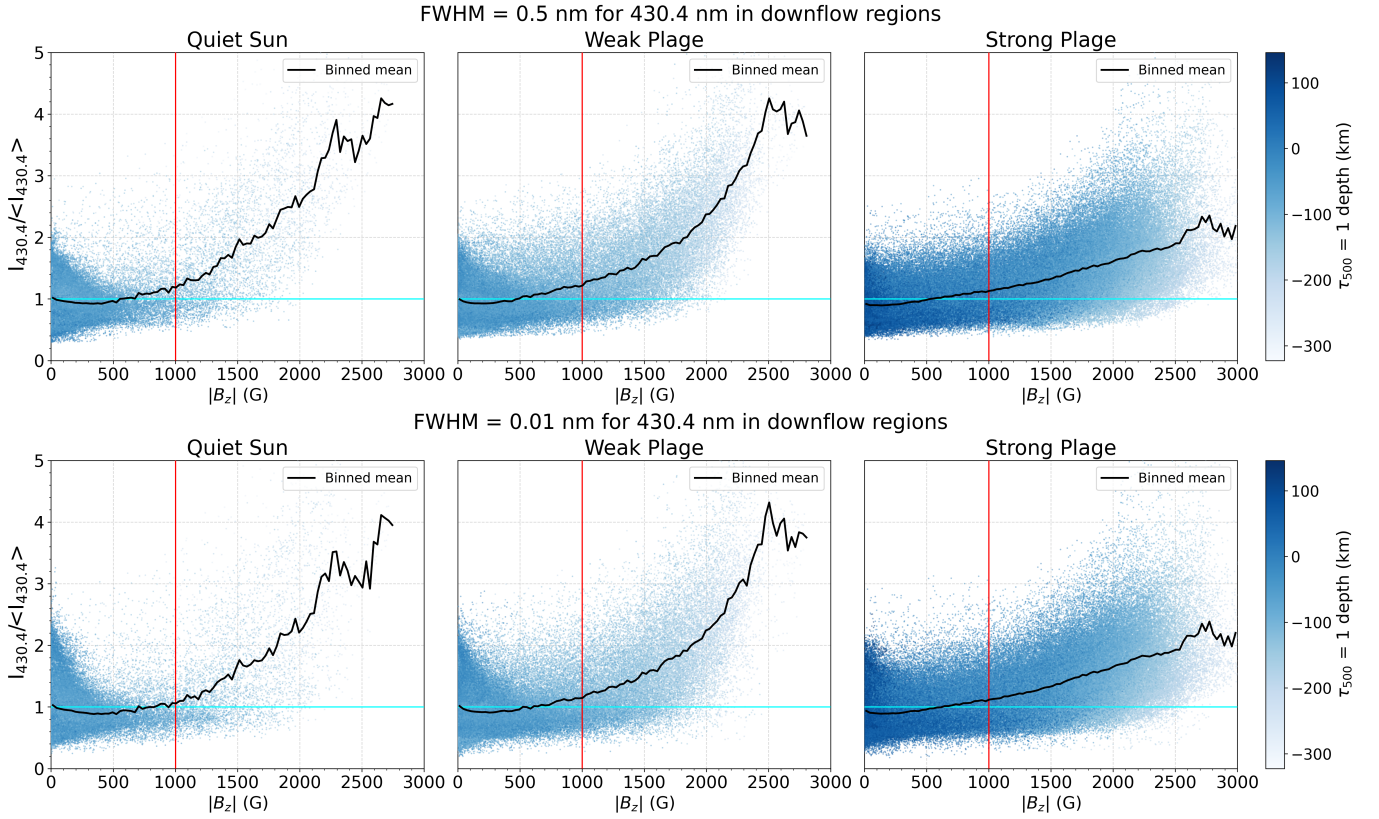 FWHM = 0.5 nm for 430.4 nm in downflow regions
Quiet Sun
Weak Plage
Strong Plage
Binned mean
Binned mean
Binned mean
I430.4/<I430.4>
5
4
3
2
1
0
0 500 1000 1500 2000 2500 3000
0 500 1000 1500 2000 2500 3000
0 500 1000 1500 2000 2500 3000
|Bz| (G)
|Bz| (G)
|Bz| (G)
100
0
−100
−200
−300
τ500 = 1 depth (km)
FWHM = 0.01 nm for 430.4 nm in downflow regions
Quiet Sun
Weak Plage
Strong Plage
Binned mean
Binned mean
Binned mean
I430.4/<I430.4>
5
4
3
2
1
0
0 500 1000 1500 2000 2500 3000
0 500 1000 1500 2000 2500 3000
0 500 1000 1500 2000 2500 3000
|Bz| (G)
|Bz| (G)
|Bz| (G)
100
0
−100
−200
−300
τ500 = 1 depth (km)